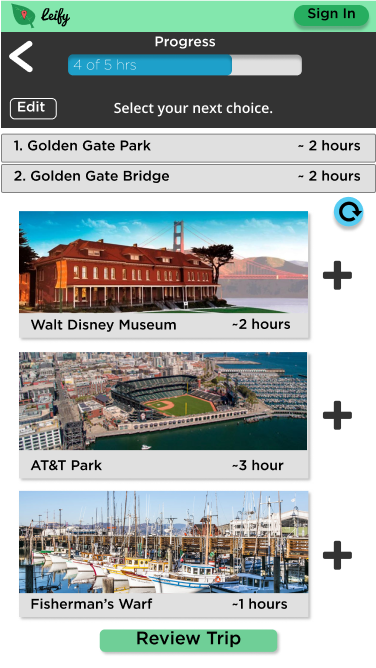 Leify
Sign In
Progress
4 of 5 hrs
Edit
Select your next choice.
1. Golden Gate Park ~ 2 hours
2. Golden Gate Bridge ~ 2 hours
Walt Disney Museum ~2 hours
AT&T Park ~3 hour
Fisherman's Warf ~1 hours
Review Trip